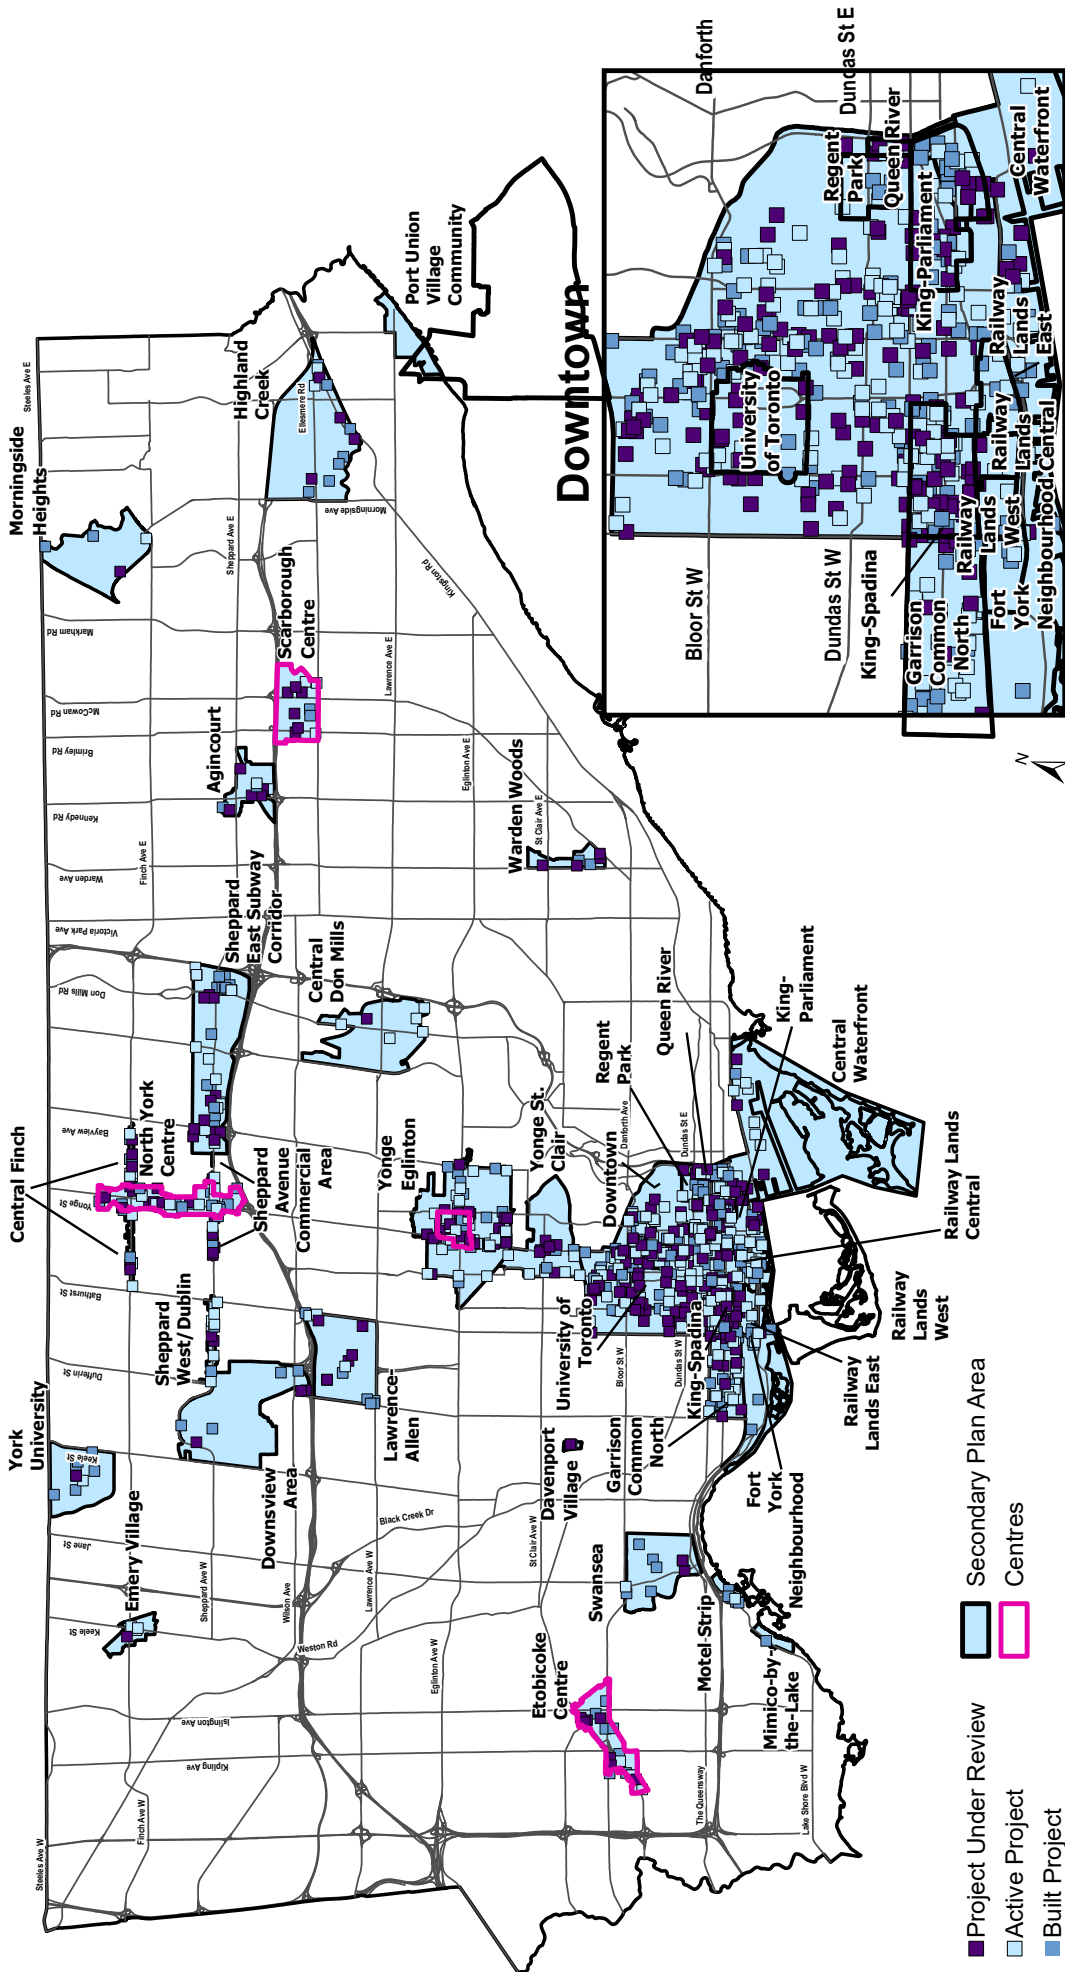 Steeles Ave W
Finch Ave W
Kipling Ave
Islington Ave
Keele St
Emery Village
Sheppard Ave W
Wilson Ave
Weston Rd
Jane St
York
University
Keele St
Downsview
Area
Black Creek Dr
Lawrence Ave W
Eglinton Ave W
St Clair Ave W
Dufferin St
Bathurst St
Sheppard
West/ Dublin
Lawrence-
Allen
Central Finch
Yonge St
North York
Centre
Bayview Ave
Sheppard
Avenue
Commercial
Area
Yonge
Eglinton
Yonge St.
Clair
Don Mills Rd
Victoria Park Ave
Sheppard
East Subway
Corridor
Central
Don Mills
Finch Ave E
Warden Ave
Kennedy Rd
Brimley Rd
McCowan Rd
Markham Rd
Agincourt
Scarborough
Centre
Sheppard Ave E
Morningside
Heights
Steeles Ave E
Morningside Ave
Highland
Creek
Ellesmere Rd
Kingston Rd
Lawrence Ave E
Eglinton Ave E
St Clair Ave E
Warden Woods
Port Union
Village
Community
Etobicoke
Centre
Swansea
Davenport
Village
Garrison
Common
North
University of
Toronto
Bloor St W
Dundas St W
King-Spadina
Downtown
Danforth Ave
Dundas St E
Regent
Park
Queen River
King-
Parliament
Central
Waterfront
Railway Lands
Central
Railway
Lands
West
Railway
Lands East
Fort
York
Neighbourhood
Motel Strip
Mimico-by-
the-Lake
The Queensway
Lake Shore Blvd W
Downtown
Danforth
Dundas St E
Bloor St W
Dundas St W
University
of Toronto
Regent
Park
Queen River
King-Parliament
Central
Waterfront
Railway
Lands
East
Railway
Lands
Central
Railway
Lands
West
Fort
York
Neighbourhood
King-Spadina
Garrison
Common
North
N
Project Under Review
Active Project
Built Project
Secondary Plan Area
Centres